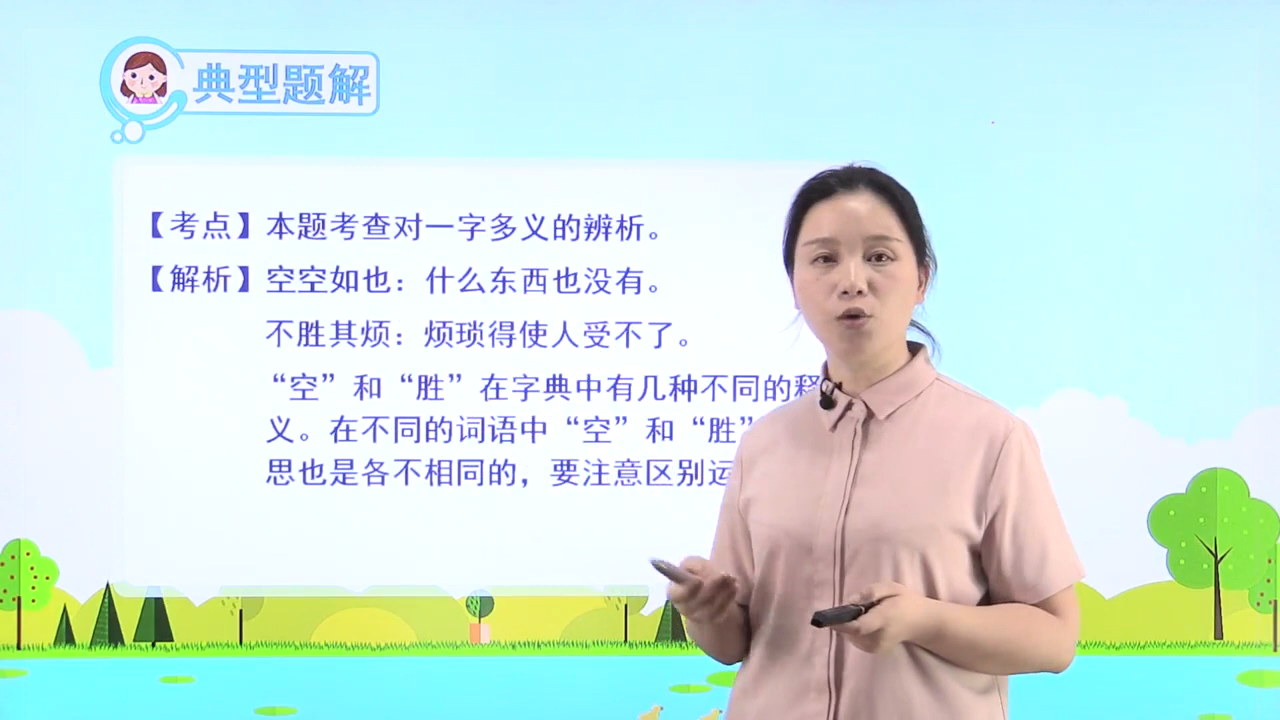 典型题解
【考点】本题考查对一字多义的辨析。
【解析】空空如也：什么东西也没有。
不胜其烦：烦琐得使人受不了。
“空”和“胜”在字典中有几种不同的释
义。在不同的词语中“空”和“胜”
思也是各不相同的，要注意区别运